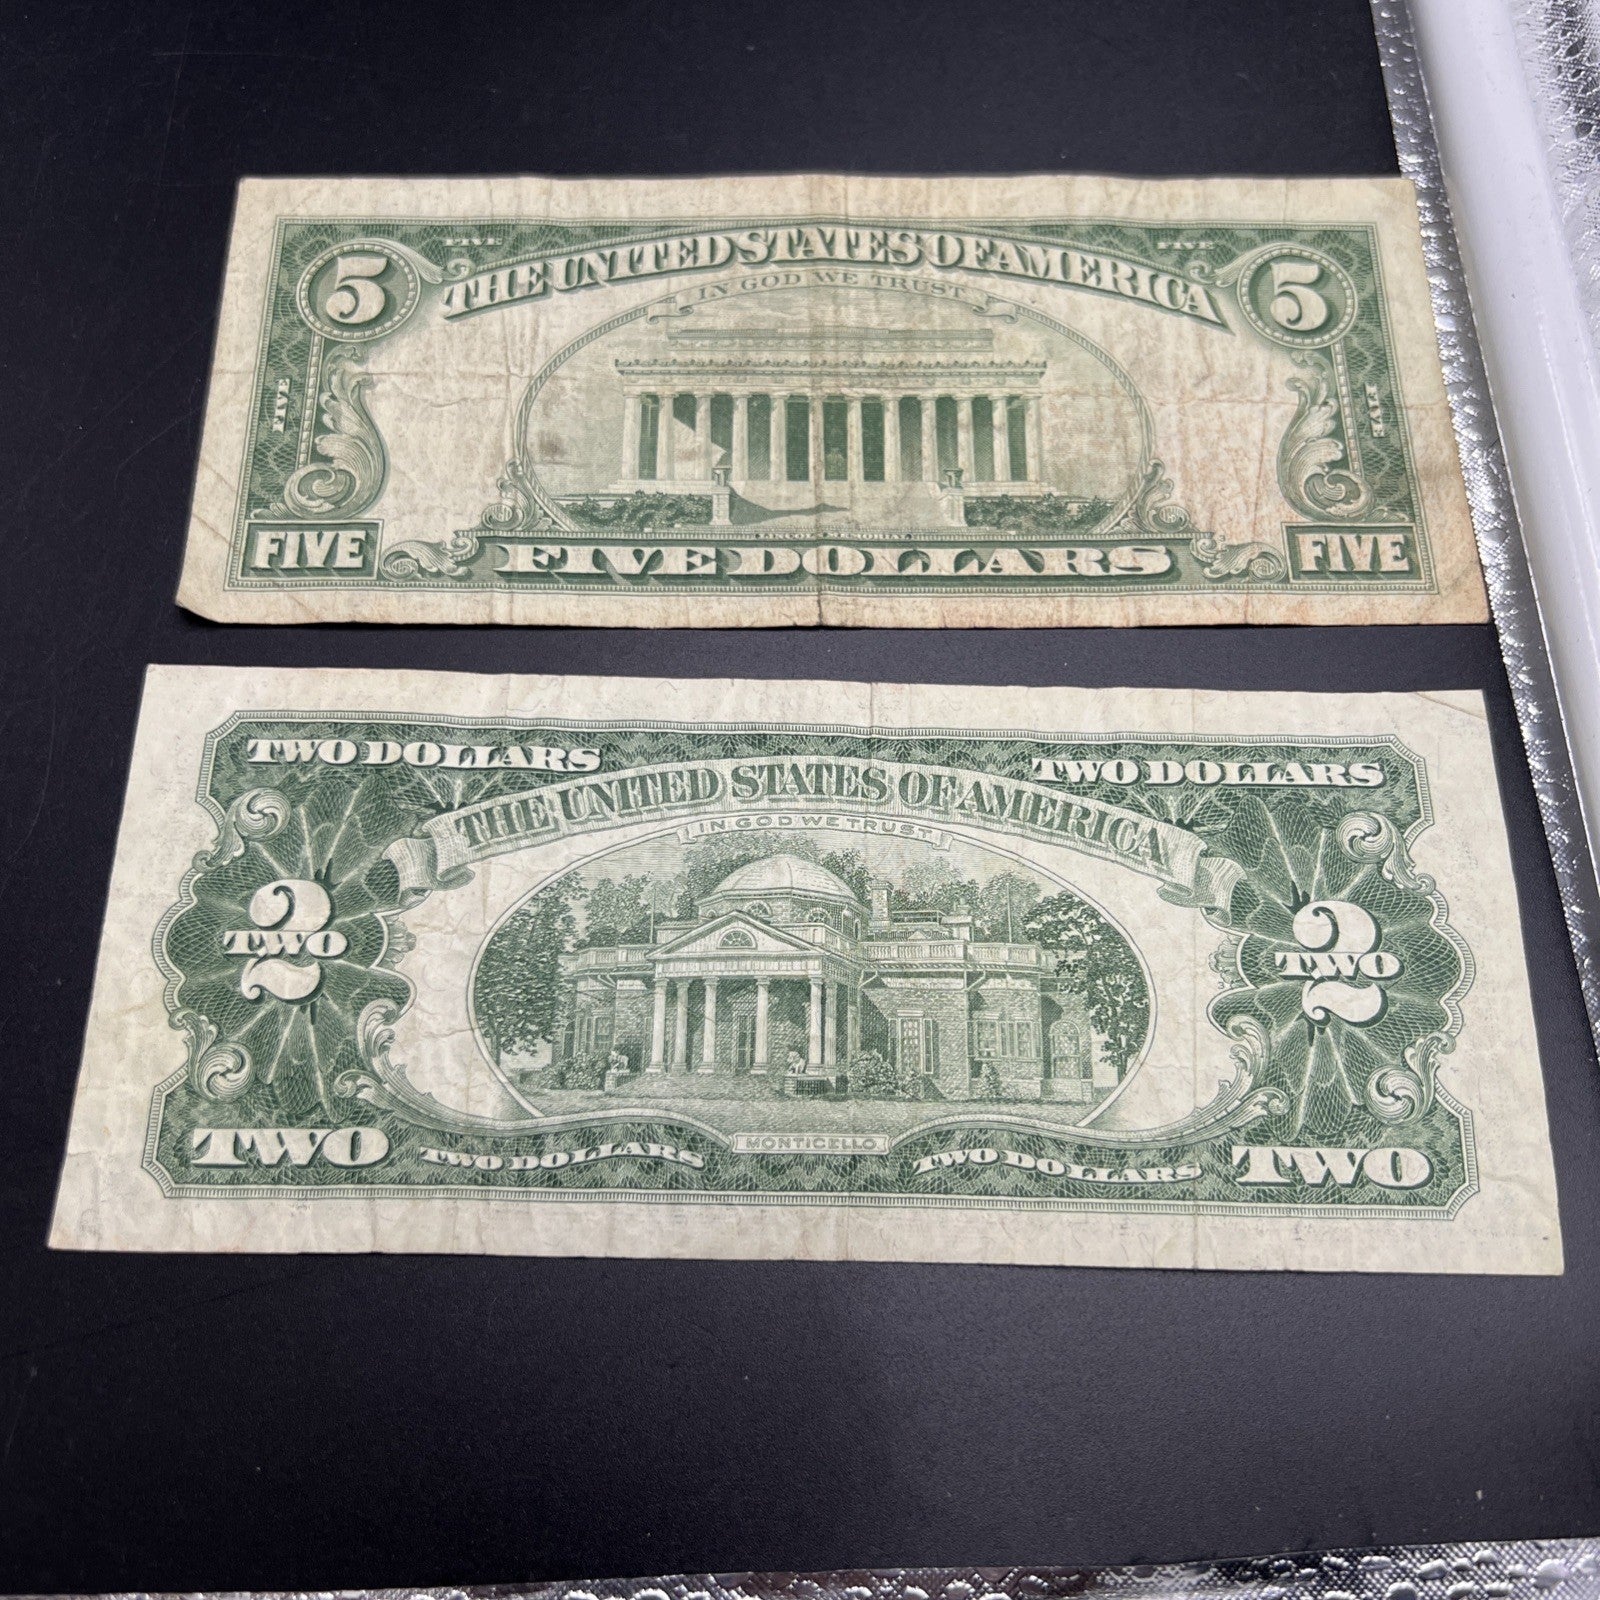 FIVE FIVE
5 THE UNITED STATES OF AMERICA 5
IN GOD WE TRUST
FIVE FIVE
FIVE FIVE DOLLARS FIVE
TWO DOLLARS TWO DOLLARS
THE UNITED STATES OF AMERICA
IN GOD WE TRUST
2 2
TWO TWO
MONTICELLO
TWO TWO DOLLARS TWO DOLLARS TWO